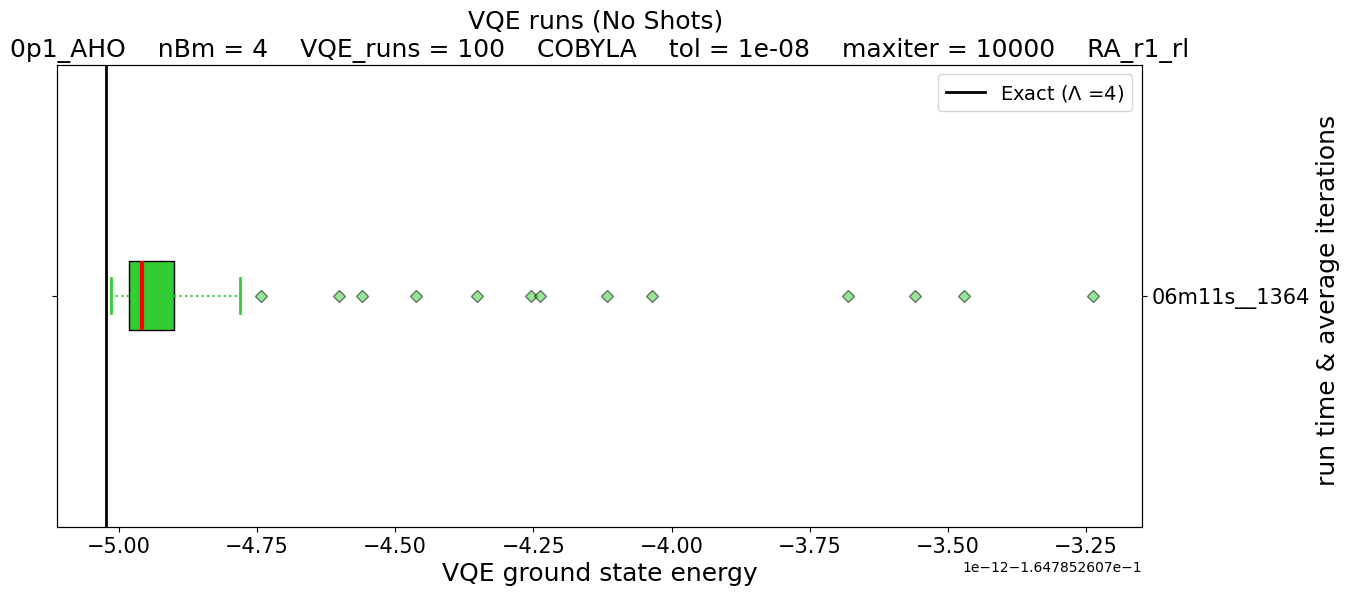 VQE runs (No Shots)
0p1_AHO nBm = 4 VQE_runs = 100 COBYLA tol = 1e-08 maxiter = 10000 RA_r1_rl
Exact (Λ =4)
06m11s__1364
run time & average iterations
−5.00 −4.75 −4.50 −4.25 −4.00 −3.75 −3.50 −3.25
1e−12−1.647852607e−1
VQE ground state energy